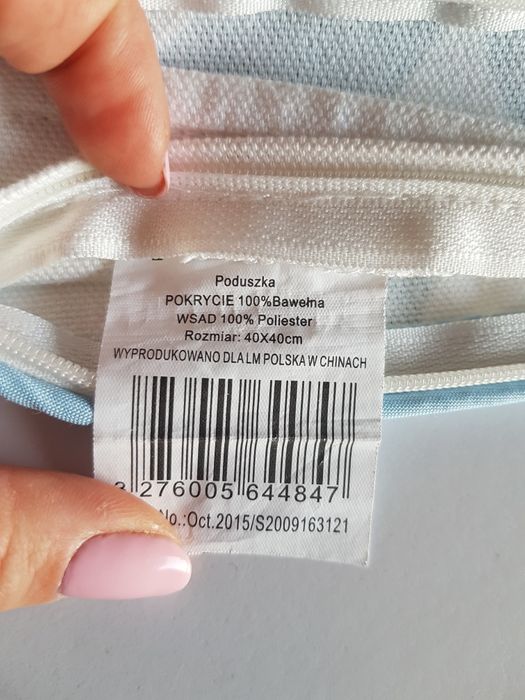 Poduszka
POKRYCIE 100%Bawełna
WSAD 100% Poliester
Rozmiar: 40X40cm
WYPRODUKOWANO DLA LM POLSKA W CHINACH
3 276005 644847
No.:Oct.2015/S2009163121